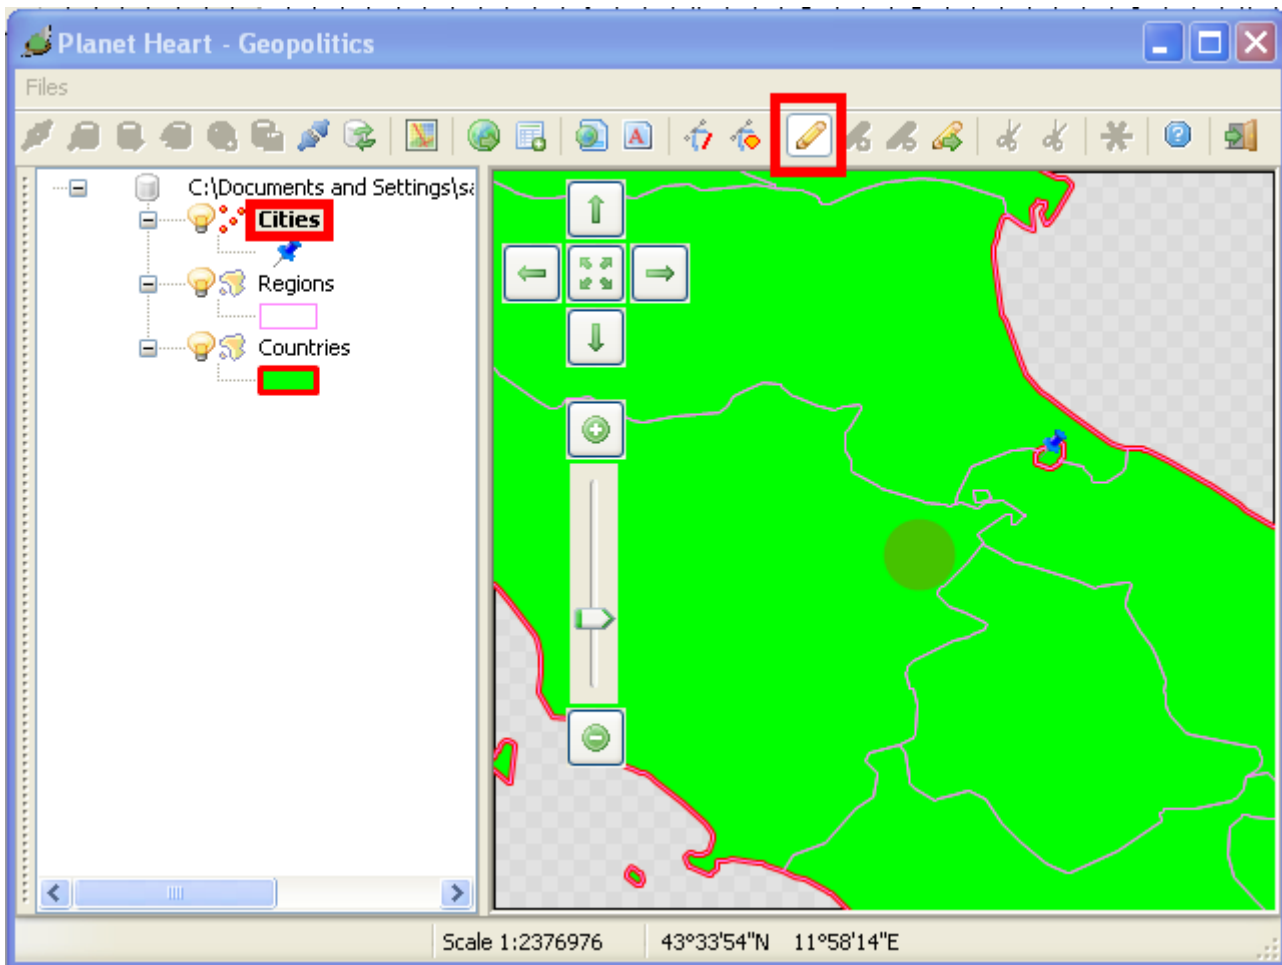 Planet Heart - Geopolitics
Files
C:\Documents and Settings\sa
Cities
Regions
Countries
Scale 1:2376976 43°33'54"N 11°58'14"E